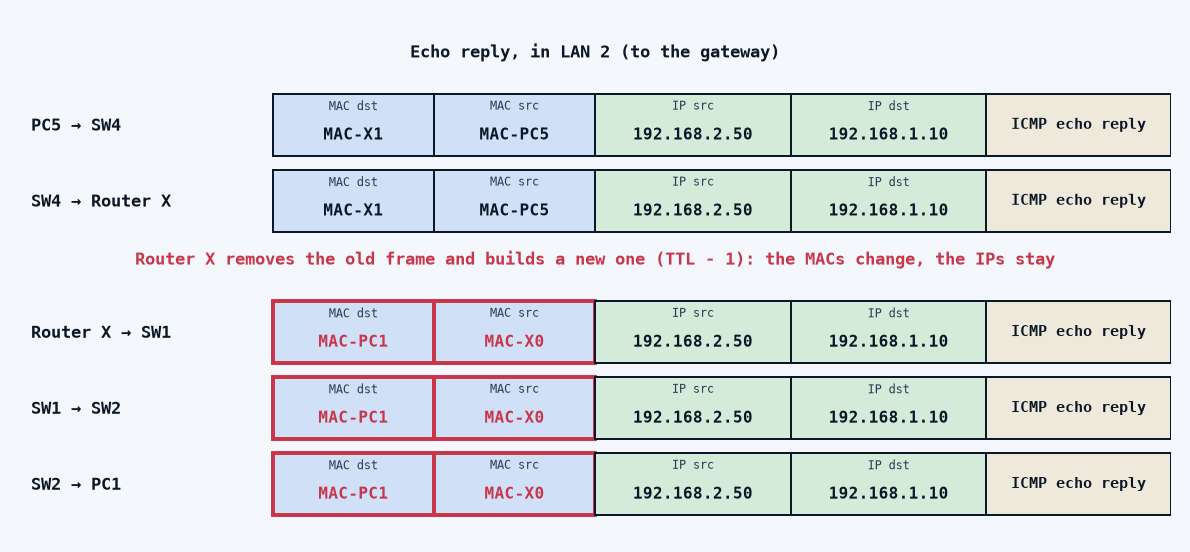 Echo reply, in LAN 2 (to the gateway)
PC5 → SW4
MAC dst
MAC-X1
MAC src
MAC-PC5
IP src
192.168.2.50
IP dst
192.168.1.10
ICMP echo reply
SW4 → Router X
MAC dst
MAC-X1
MAC src
MAC-PC5
IP src
192.168.2.50
IP dst
192.168.1.10
ICMP echo reply
Router X removes the old frame and builds a new one (TTL - 1): the MACs change, the IPs stay
Router X → SW1
MAC dst
MAC-PC1
MAC src
MAC-X0
IP src
192.168.2.50
IP dst
192.168.1.10
ICMP echo reply
SW1 → SW2
MAC dst
MAC-PC1
MAC src
MAC-X0
IP src
192.168.2.50
IP dst
192.168.1.10
ICMP echo reply
SW2 → PC1
MAC dst
MAC-PC1
MAC src
MAC-X0
IP src
192.168.2.50
IP dst
192.168.1.10
ICMP echo reply